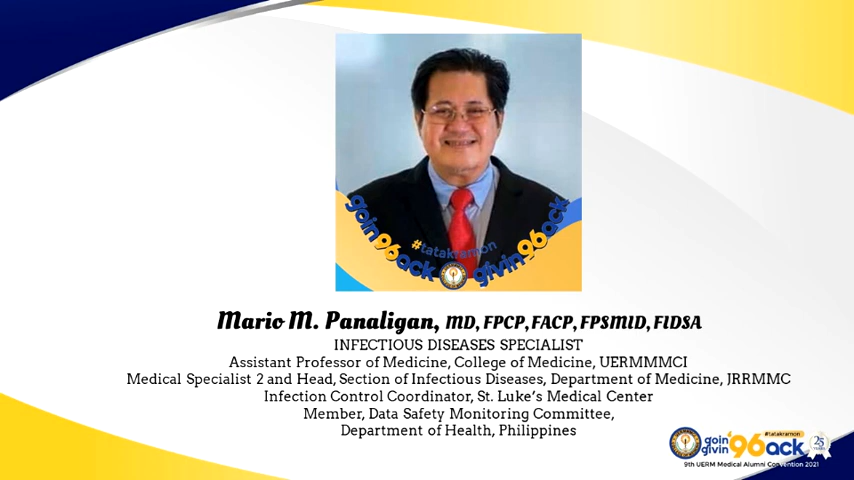 goin96ack #tatakramon givin96ack
Mario M. Panaligan, MD, FPCP, FACP, FPSMID, FIDSA
INFECTIOUS DISEASES SPECIALIST
Assistant Professor of Medicine, College of Medicine, UERMMMCI
Medical Specialist 2 and Head, Section of Infectious Diseases, Department of Medicine, JRRMMC
Infection Control Coordinator, St. Luke's Medical Center
Member, Data Safety Monitoring Committee,
Department of Health, Philippines
#tatakramon
goin '96ack 25
givin YEARS
9th UERM Medical Alumni Convention 2021